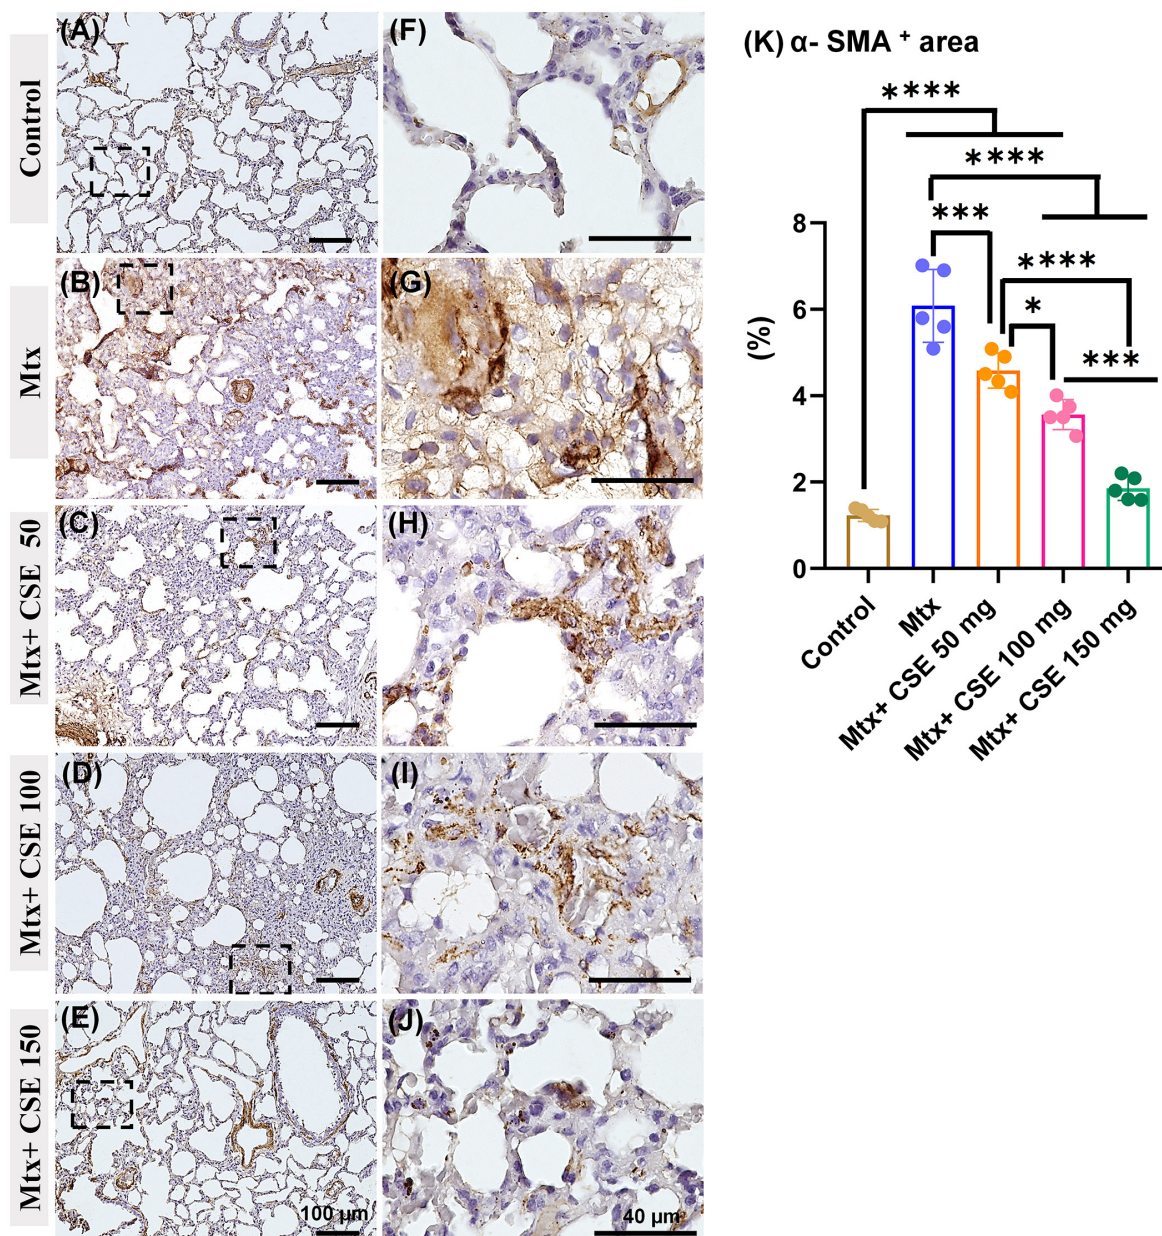 Control
(A)
(F)
Mtx
(B)
(G)
Mtx+ CSE 50
(C)
(H)
Mtx+ CSE 100
(D)
(I)
Mtx+ CSE 150
(E)
(J)
100 µm
40 µm
(K) α- SMA + area
****
****
***
****
*
***
(%)
8
6
4
2
0
Control
Mtx
Mtx+ CSE 50 mg
Mtx+ CSE 100 mg
Mtx+ CSE 150 mg